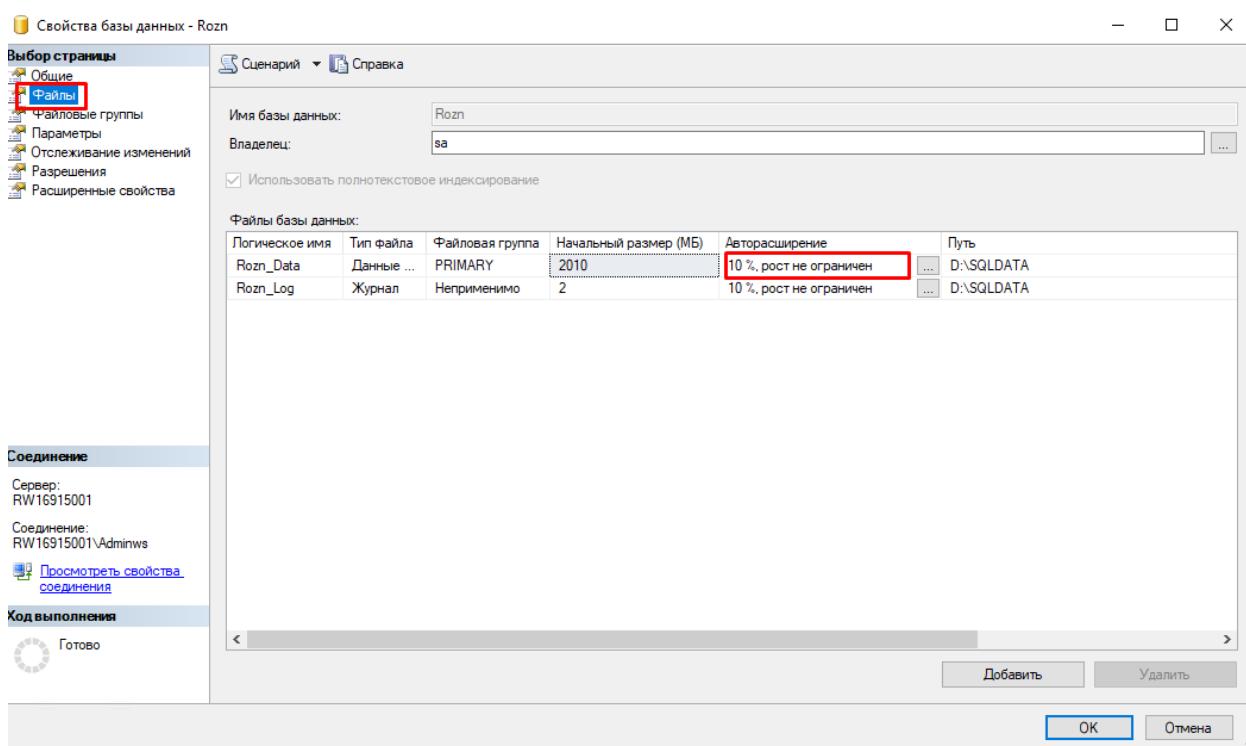 Свойства базы данных - Rozn
Выбор страницы
Общие
Файлы
Файловые группы
Параметры
Отслеживание изменений
Разрешения
Расширенные свойства
Сценарий Справка
Имя базы данных: Rozn
Владелец: sa ...
Использовать полнотекстовое индексирование
Файлы базы данных:
Логическое имя Тип файла Файловая группа Начальный размер (МБ) Авторасширение Путь
Rozn_Data Данные ... PRIMARY 2010 10 %, рост не ограничен ... D:\SQLDATA
Rozn_Log Журнал Неприменимо 2 10 %, рост не ограничен ... D:\SQLDATA
Соединение
Сервер:
RW16915001
Соединение:
RW16915001\Adminws
Просмотреть свойства
соединения
Ход выполнения
Готово
Добавить Удалить
OK Отмена